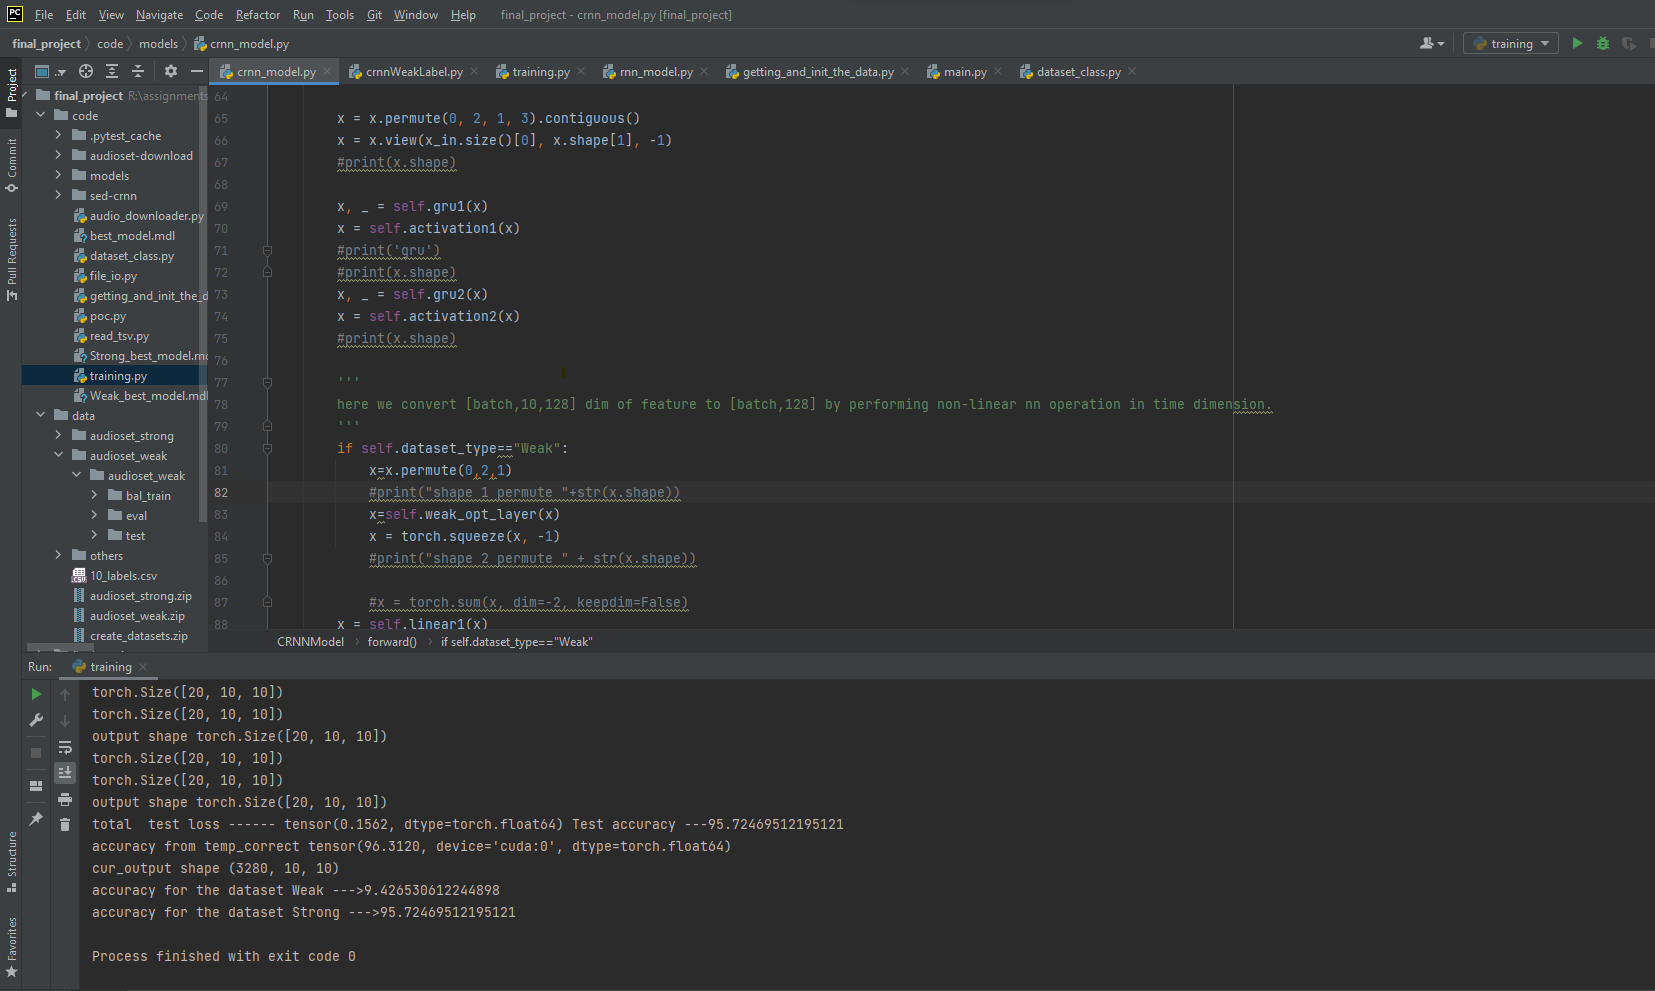 PC File Edit View Navigate Code Refactor Run Tools Git Window Help final_project - crnn_model.py [final_project]
final_project code models crnn_model.py training
Project
Commit
Pull Requests
Structure
Favorites
crnn_model.py crnnWeakLabel.py training.py rnn_model.py getting_and_init_the_data.py main.py dataset_class.py
final_project R:\assignments
code
.pytest_cache
audioset-download
models
sed-crnn
audio_downloader.py
best_model.mdl
dataset_class.py
file_io.py
getting_and_init_the_d
poc.py
read_tsv.py
Strong_best_model.md
training.py
Weak_best_model.mdl
data
audioset_strong
audioset_weak
audioset_weak
bal_train
eval
test
others
10_labels.csv
audioset_strong.zip
audioset_weak.zip
create_datasets.zip
64
65 x = x.permute(0, 2, 1, 3).contiguous()
66 x = x.view(x_in.size()[0], x.shape[1], -1)
67 #print(x.shape)
68
69 x, _ = self.gru1(x)
70 x = self.activation1(x)
71 #print('gru')
72 #print(x.shape)
73 x, _ = self.gru2(x)
74 x = self.activation2(x)
75 #print(x.shape)
76
77 '''
78 here we convert [batch,10,128] dim of feature to [batch,128] by performing non-linear nn operation in time dimension.
79 '''
80 if self.dataset_type=="Weak":
81 x=x.permute(0,2,1)
82 #print("shape 1 permute "+str(x.shape))
83 x=self.weak_opt_layer(x)
84 x = torch.squeeze(x, -1)
85 #print("shape 2 permute " + str(x.shape))
86
87 #x = torch.sum(x, dim=-2, keepdim=False)
88 x = self.linear1(x)
CRNNModel forward() if self.dataset_type=="Weak"
Run: training
torch.Size([20, 10, 10])
torch.Size([20, 10, 10])
output shape torch.Size([20, 10, 10])
torch.Size([20, 10, 10])
torch.Size([20, 10, 10])
output shape torch.Size([20, 10, 10])
total  test loss ------ tensor(0.1562, dtype=torch.float64) Test accuracy ---95.72469512195121
accuracy from temp_correct tensor(96.3120, device='cuda:0', dtype=torch.float64)
cur_output shape (3280, 10, 10)
accuracy for the dataset Weak --->9.426530612244898
accuracy for the dataset Strong --->95.72469512195121
Process finished with exit code 0